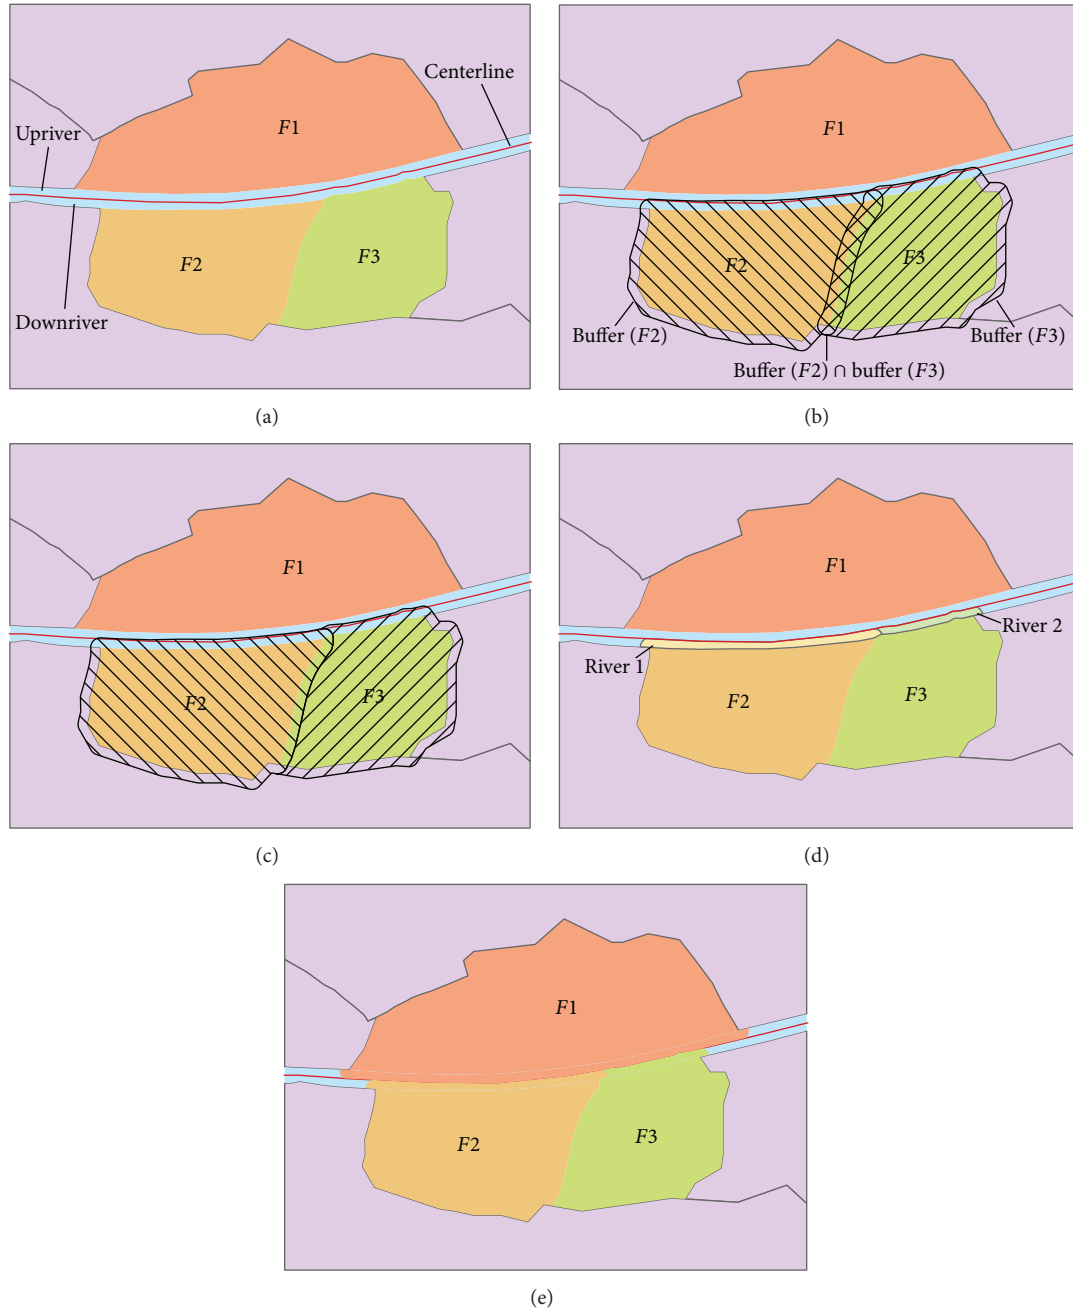 Centerline
F1
Upriver
F2
F3
Downriver
(a)
F1
F2
F3
Buffer (F2)
Buffer (F3)
Buffer (F2) ∩ buffer (F3)
(b)
F1
F2
F3
(c)
F1
River 2
River 1
F2
F3
(d)
F1
F2
F3
(e)